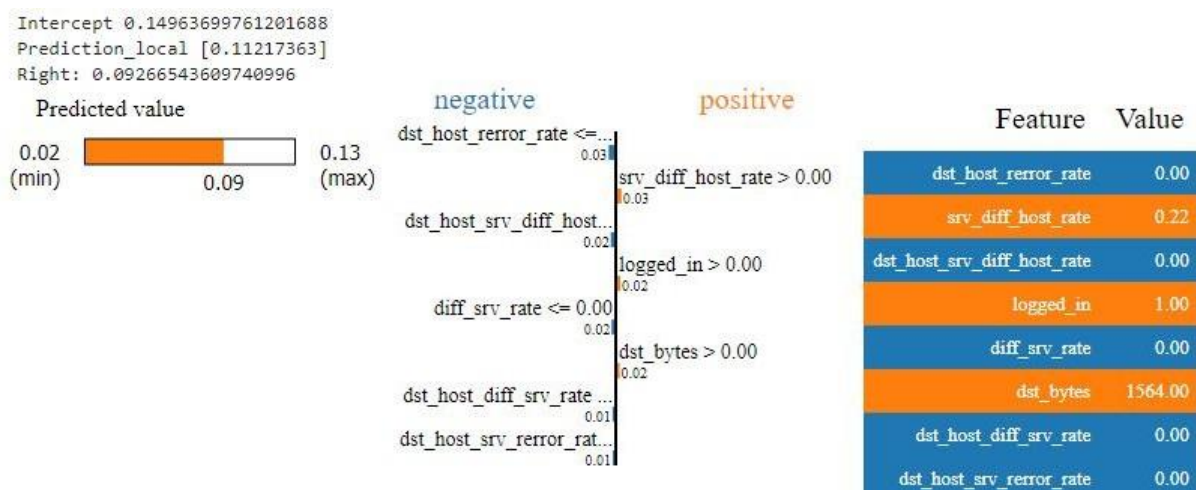 Intercept 0.14963699761201688
Prediction_local [0.11217363]
Right: 0.09266543609740996
Predicted value
0.02
(min)
0.09
0.13
(max)
negative
positive
dst_host_rerror_rate <=...
0.03
srv_diff_host_rate > 0.00
0.03
dst_host_srv_diff_host...
0.02
logged_in > 0.00
0.02
diff_srv_rate <= 0.00
0.02
dst_bytes > 0.00
0.02
dst_host_diff_srv_rate ...
0.01
dst_host_srv_rerror_rat...
0.01
Feature Value
dst_host_rerror_rate 0.00
srv_diff_host_rate 0.22
dst_host_srv_diff_host_rate 0.00
logged_in 1.00
diff_srv_rate 0.00
dst_bytes 1564.00
dst_host_diff_srv_rate 0.00
dst_host_srv_rerror_rate 0.00